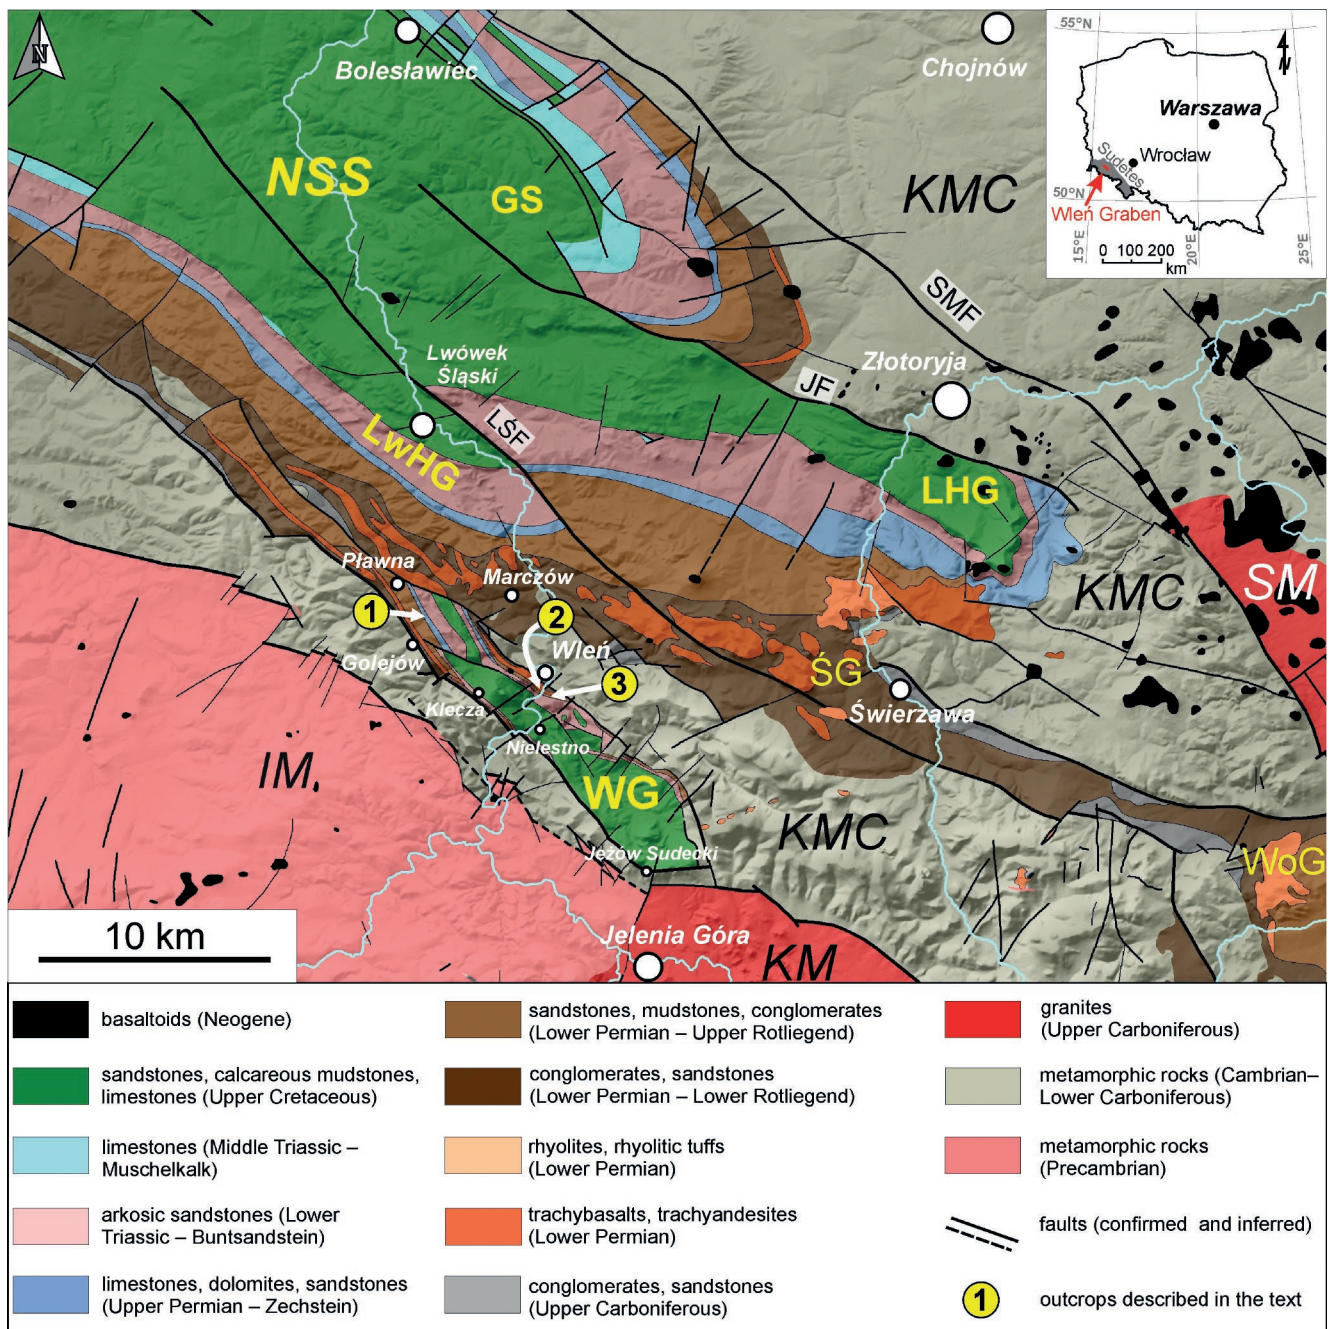 N
Bolesławiec
Chojnów
NSS
GS
KMC
SMF
Lwówek
Śląski
Złotoryja
JF
LŚF
LwHG
LHG
Pławna
Marczów
KMC
SM
1
2
Golejów
Wleń
3
ŚG
Klecza
Świerzawa
Nielestno
IM
WG
KMC
WoG
Jeżów Sudecki
Jelenia Góra
KM
10 km
55°N
Warszawa
Wrocław
Sudetes
50°N
Wleń Graben
15°E
20°E
25°E
0 100 200
km
basaltoids (Neogene)
sandstones, calcareous mudstones,
limestones (Upper Cretaceous)
limestones (Middle Triassic –
Muschelkalk)
arkosic sandstones (Lower
Triassic – Buntsandstein)
limestones, dolomites, sandstones
(Upper Permian – Zechstein)
sandstones, mudstones, conglomerates
(Lower Permian – Upper Rotliegend)
conglomerates, sandstones
(Lower Permian – Lower Rotliegend)
rhyolites, rhyolitic tuffs
(Lower Permian)
trachybasalts, trachyandesites
(Lower Permian)
conglomerates, sandstones
(Upper Carboniferous)
granites
(Upper Carboniferous)
metamorphic rocks (Cambrian–
Lower Carboniferous)
metamorphic rocks
(Precambrian)
faults (confirmed and inferred)
1
outcrops described in the text